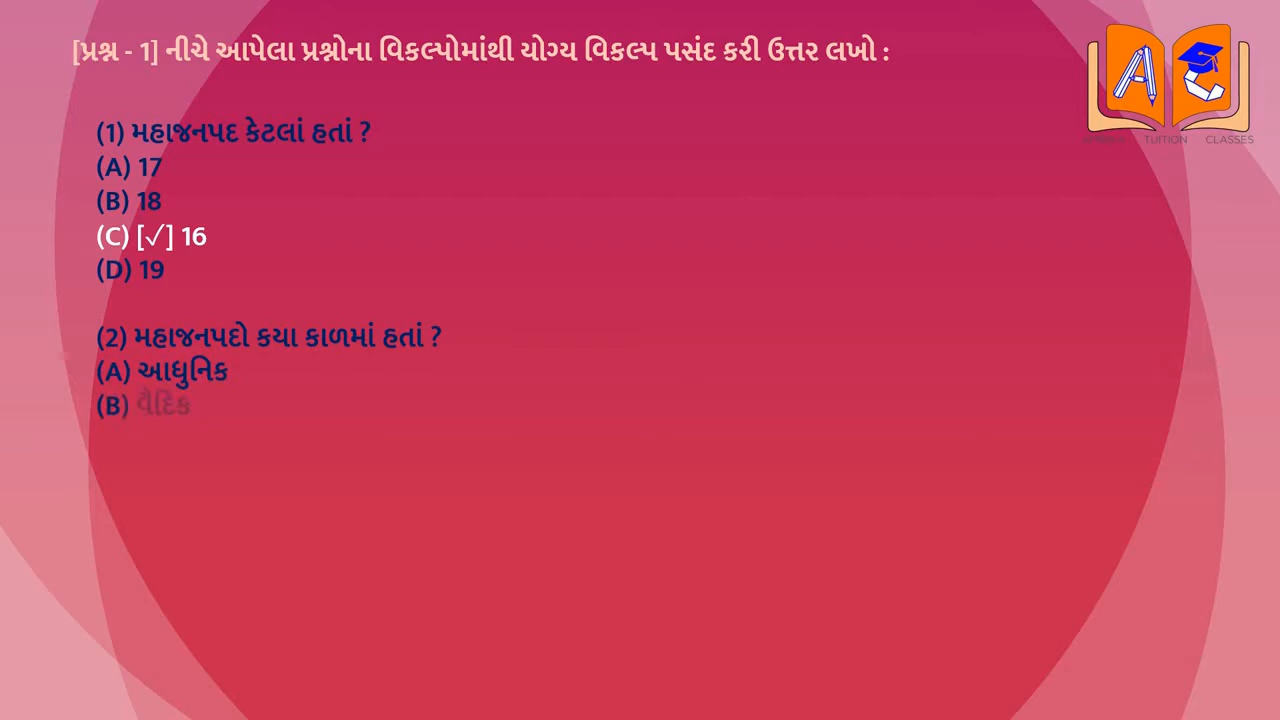 [પ્રશ્ન - 1] નીચે આપેલા પ્રશ્નોના વિકલ્પોમાંથી યોગ્ય વિકલ્પ પસંદ કરી ઉત્તર લખો :
(1) મહાજનપદ કેટલાં હતાં ?
(A) 17
(B) 18
(C) [✓] 16
(D) 19
(2) મહાજનપદો કયા કાળમાં હતાં ?
(A) આધુનિક
(B) વૈદિક
TUITION CLASSES